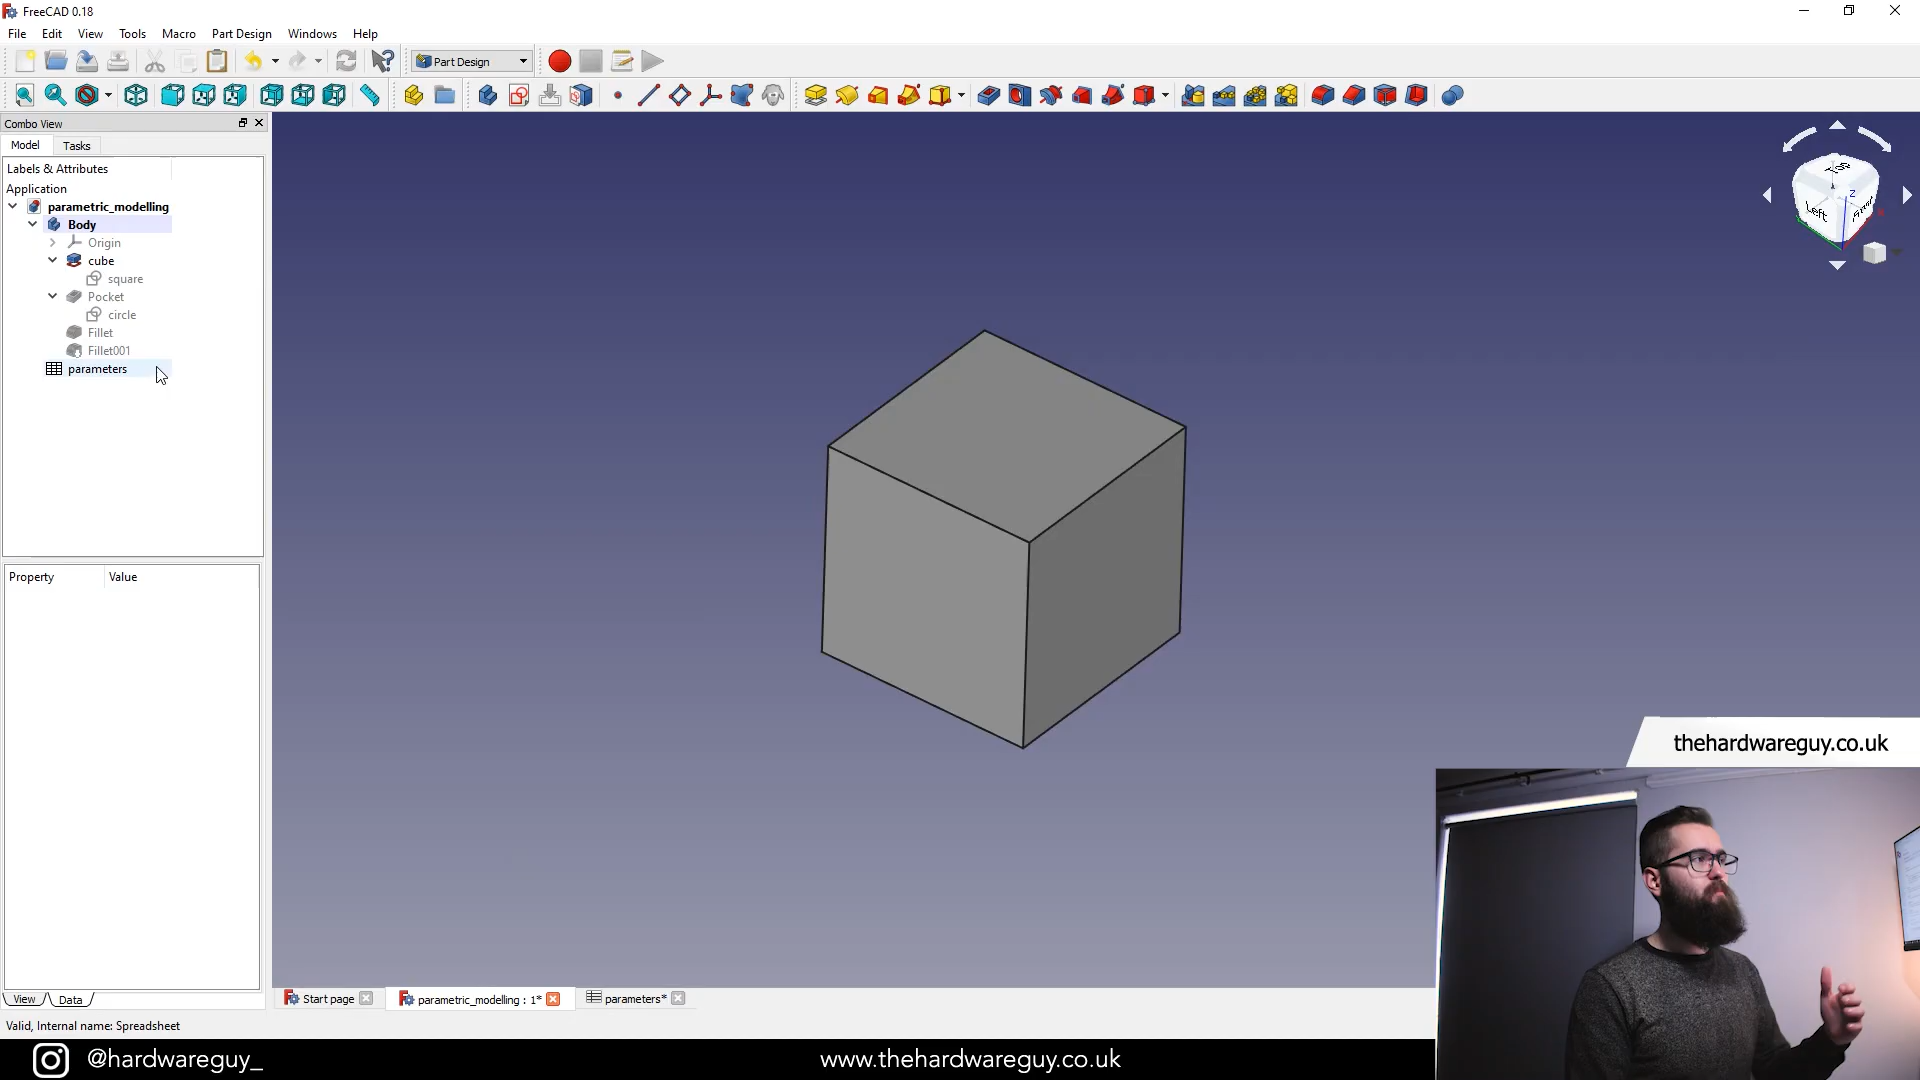 FreeCAD 0.18
File Edit View Tools Macro Part Design Windows Help
Part Design
Combo View
Model Tasks
Labels & Attributes
Application
parametric_modelling
Body
Origin
cube
square
Pocket
circle
Fillet
Fillet001
parameters
Property Value
View Data
Start page parametric_modelling : 1* parameters*
Valid, Internal name: Spreadsheet
Top
Left
Z
thehardwareguy.co.uk
@hardwareguy_
www.thehardwareguy.co.uk